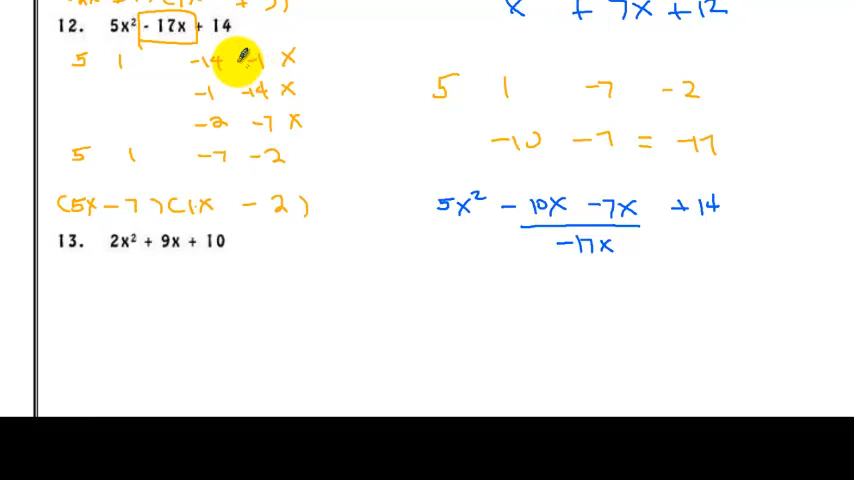 x + 7x +12
12. 5x² - 17x + 14
5 1 -14 -1 x
-1 -14 x
-2 -7 x
5 1 -7 -2
(5x -7)(1x -2)
5 1 -7 -2
-10 -7 = -17
5x² - 10x -7x +14
-17x
13. 2x² + 9x + 10